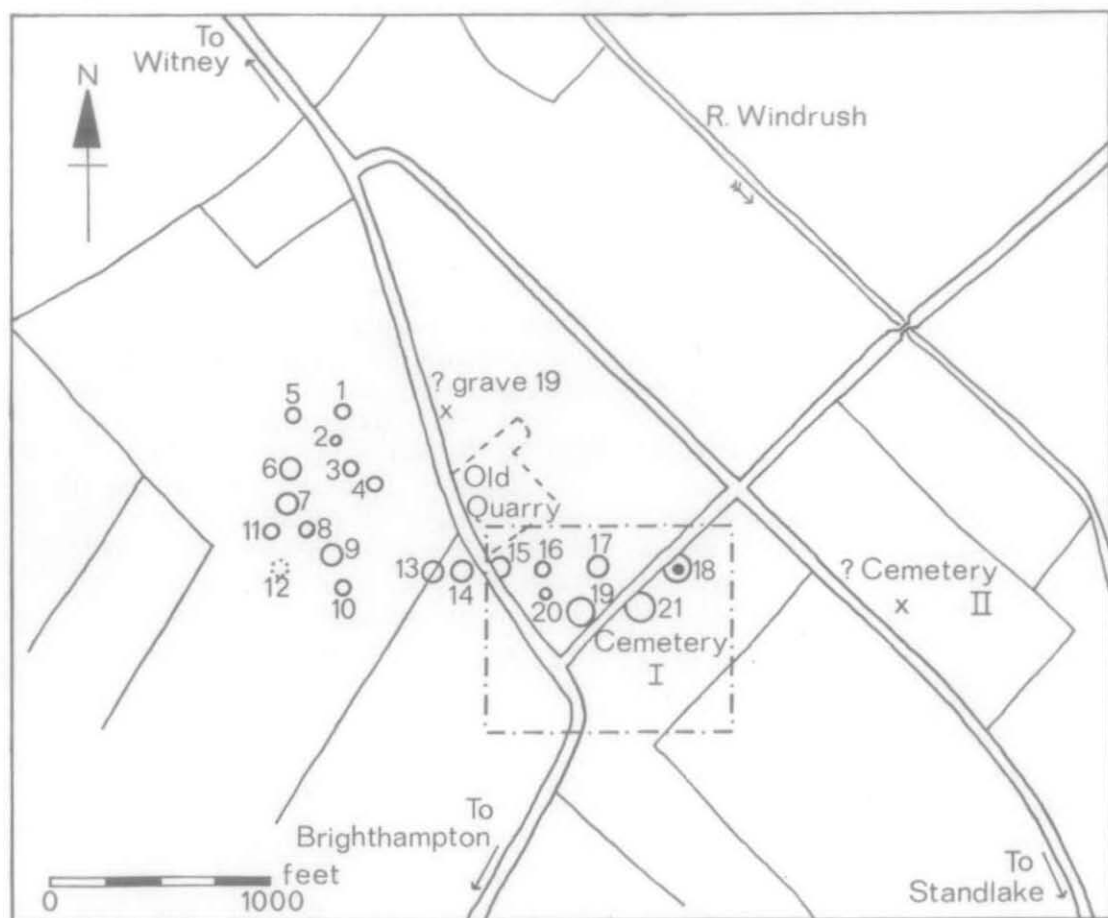 To
Witney
N
R. Windrush
? grave 19
x
5
1
2
6
3
4
Old
Quarry
7
11
8
9
12
10
13
14
15
16
17
18
20
19
21
? Cemetery
x II
Cemetery
I
To
Brighthampton
feet
0 1000
To
Standlake